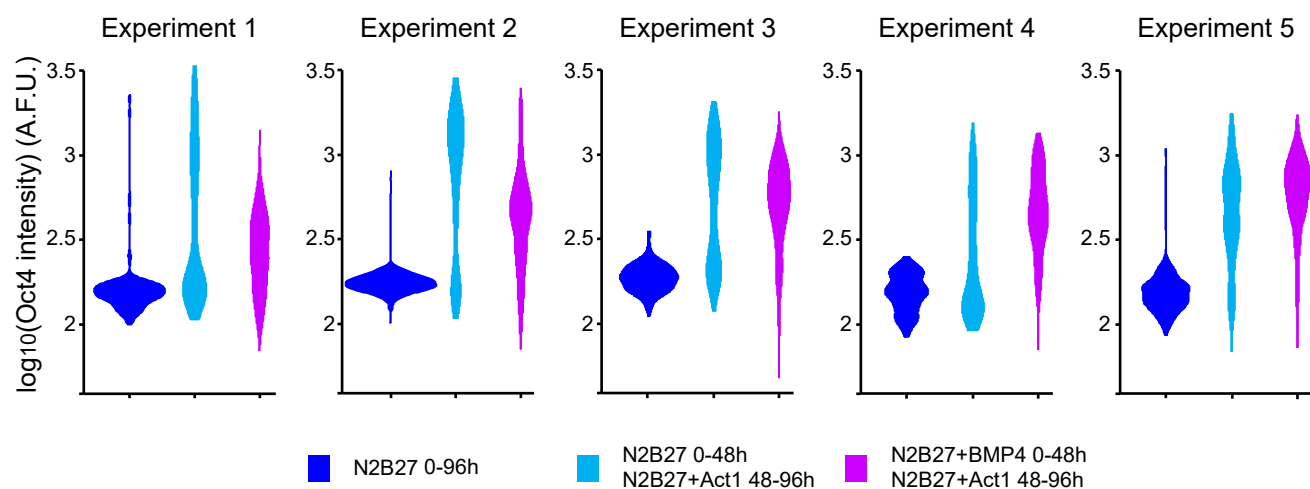 Experiment 1
Experiment 2
Experiment 3
Experiment 4
Experiment 5
log10(Oct4 intensity) (A.F.U.)
3.5
3
2.5
2
3.5
3
2.5
2
3.5
3
2.5
2
3.5
3
2.5
2
3.5
3
2.5
2
N2B27 0-96h
N2B27 0-48h
N2B27+Act1 48-96h
N2B27+BMP4 0-48h
N2B27+Act1 48-96h